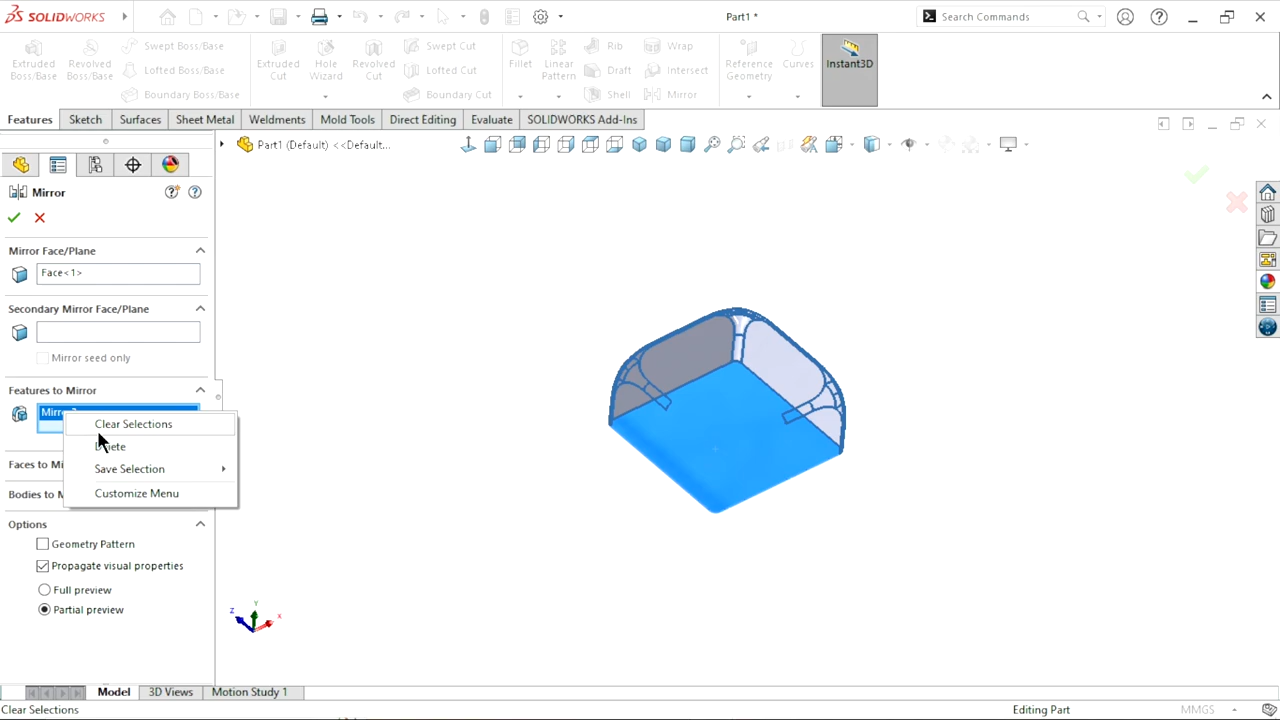 SOLIDWORKS
Part1 *
Search Commands
Extruded Boss/Base
Revolved Boss/Base
Swept Boss/Base
Lofted Boss/Base
Boundary Boss/Base
Extruded Cut
Hole Wizard
Revolved Cut
Swept Cut
Lofted Cut
Boundary Cut
Fillet
Linear Pattern
Rib
Draft
Shell
Wrap
Intersect
Mirror
Reference Geometry
Curves
Instant3D
Features
Sketch
Surfaces
Sheet Metal
Weldments
Mold Tools
Direct Editing
Evaluate
SOLIDWORKS Add-Ins
Part1 (Default) <<Default...
Mirror
Mirror Face/Plane
Face<1>
Secondary Mirror Face/Plane
Mirror seed only
Features to Mirror
Clear Selections
Save Selection
Customize Menu
Faces to Mi
Bodies to M
Options
Geometry Pattern
Propagate visual properties
Full preview
Partial preview
Y
Z
X
Model
3D Views
Motion Study 1
Clear Selections
Editing Part
MMGS